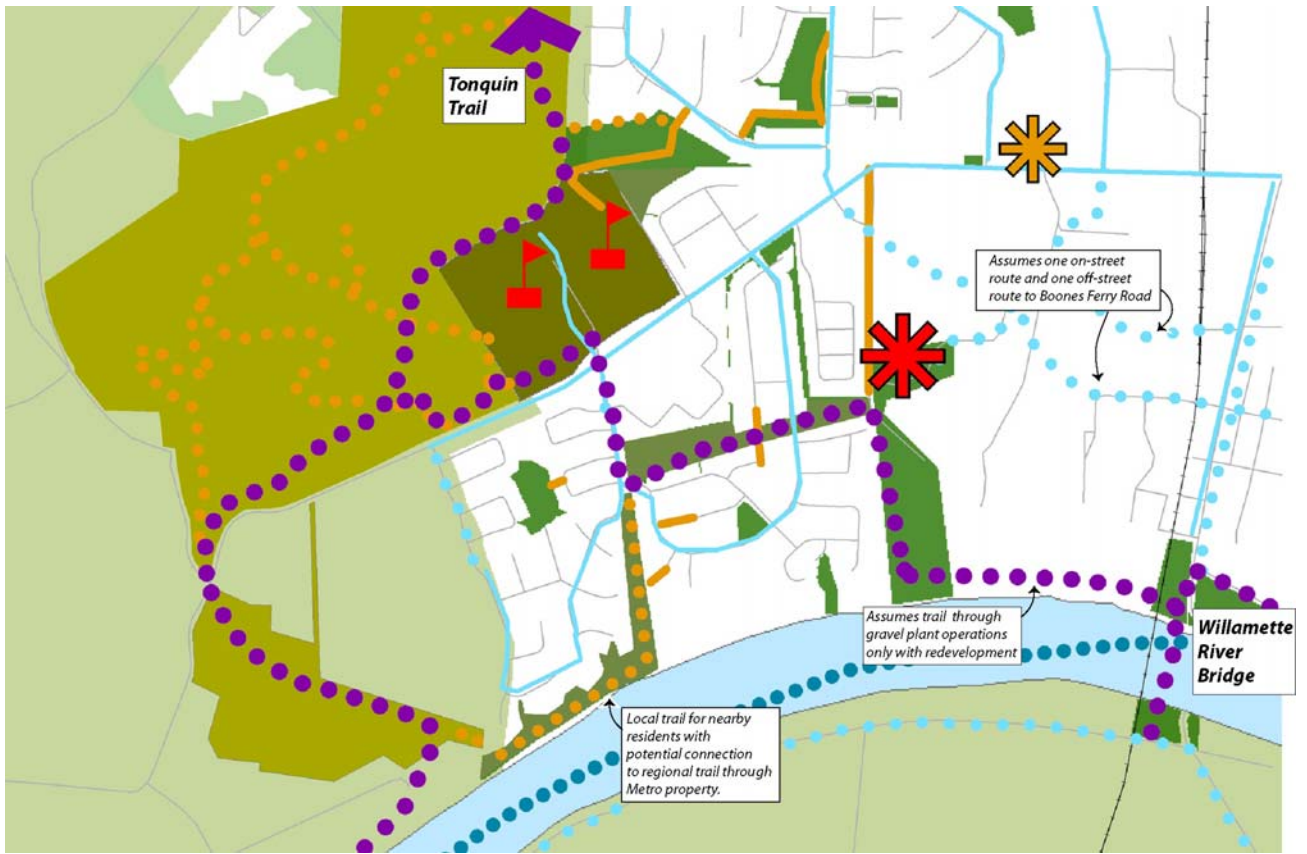 Tonquin
Trail
Assumes one on-street
route and one off-street
route to Boones Ferry Road
Assumes trail through
gravel plant operations
only with redevelopment
Willamette
River
Bridge
Local trail for nearby
residents with
potential connection
to regional trail through
Metro property.